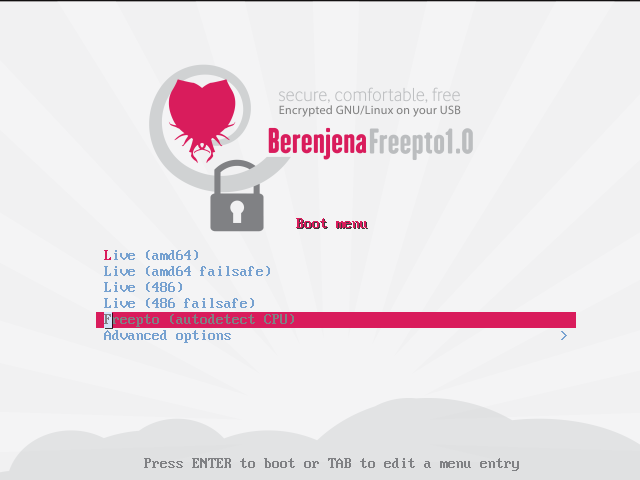 secure, comfortable, free
Encrypted GNU/Linux on your USB
BerenjenaFreepto1.0
Boot menu
Live (amd64)
Live (amd64 failsafe)
Live (486)
Live (486 failsafe)
Freepto (autodetect CPU)
Advanced options >
Press ENTER to boot or TAB to edit a menu entry